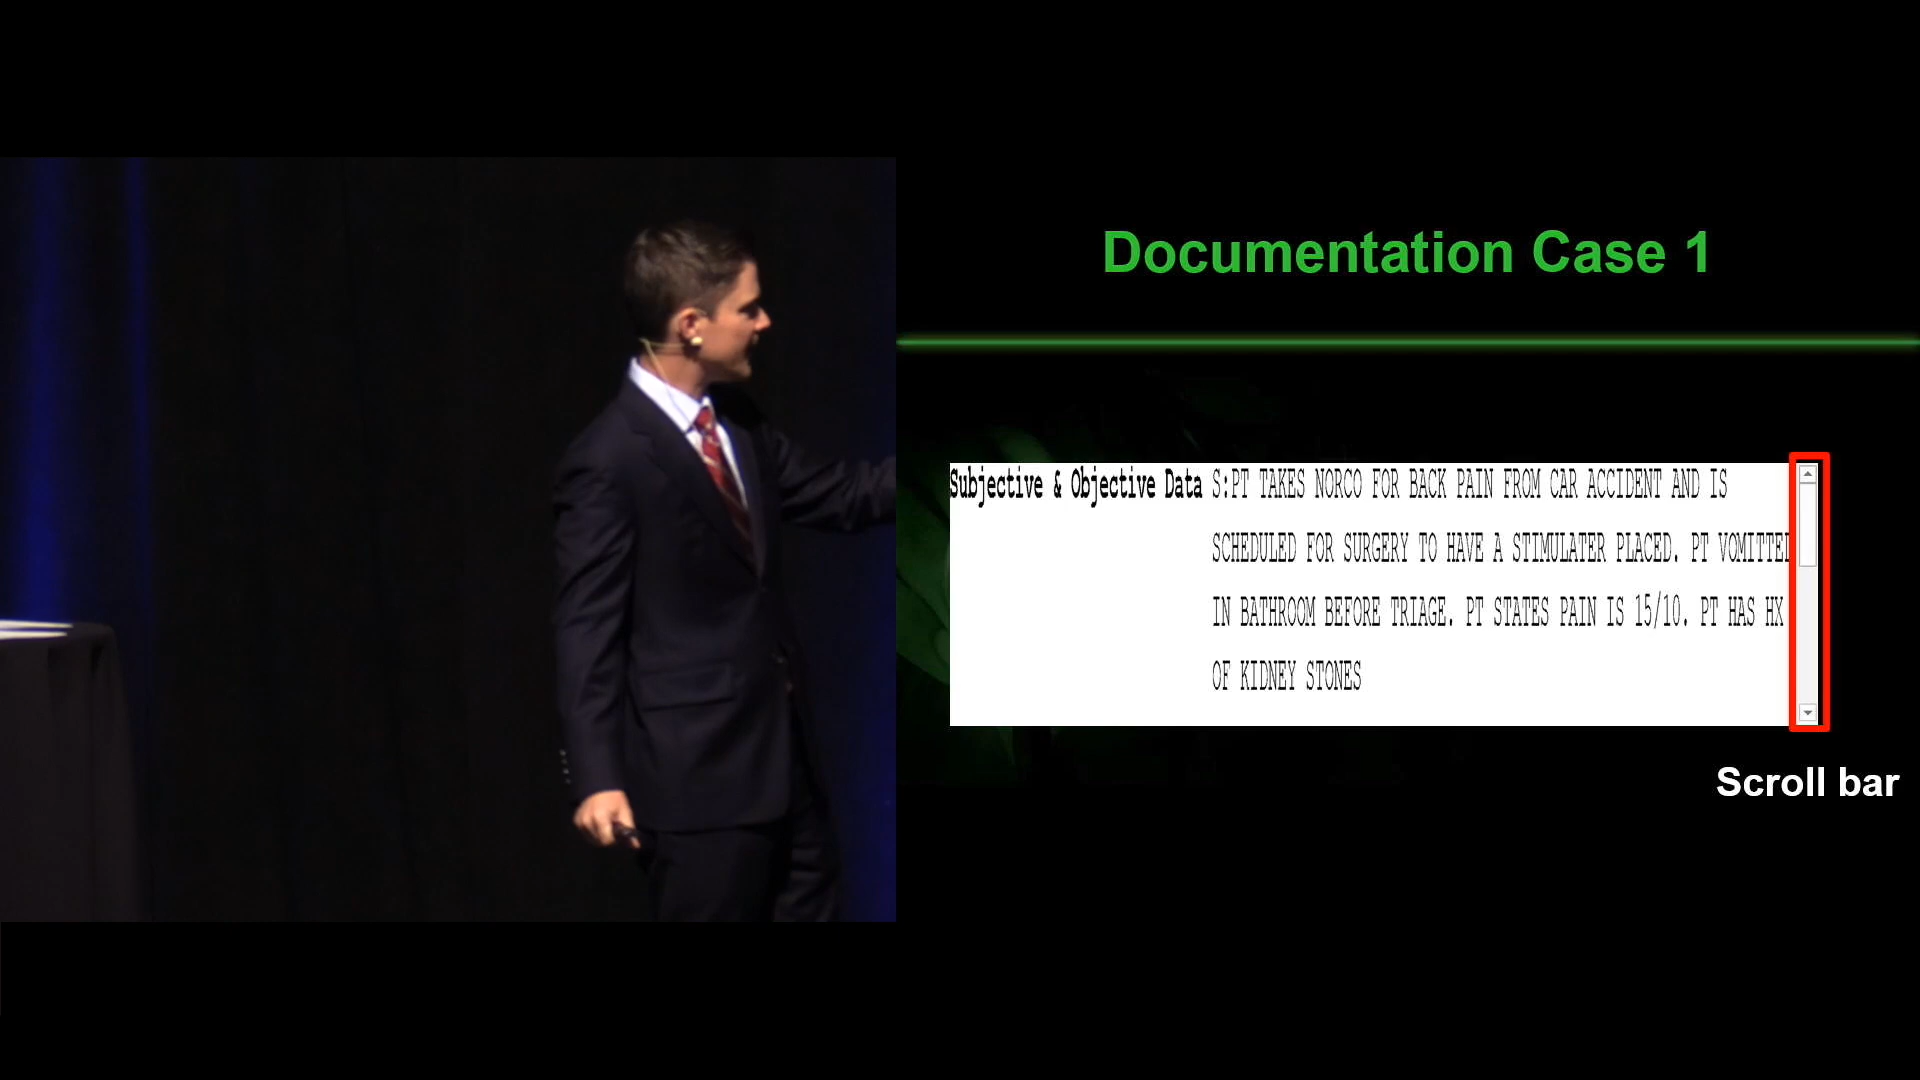 Documentation Case 1
Subjective & Objective Data S:PT TAKES NORCO FOR BACK PAIN FROM CAR ACCIDENT AND IS
SCHEDULED FOR SURGERY TO HAVE A STIMULATER PLACED. PT VOMITTED
IN BATHROOM BEFORE TRIAGE. PT STATES PAIN IS 15/10. PT HAS HX
OF KIDNEY STONES
Scroll bar